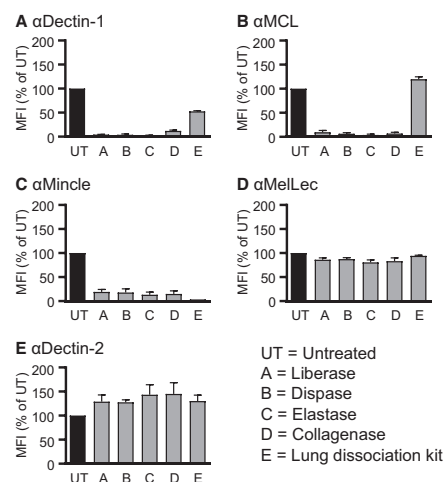 A αDectin-1
MFI (% of UT)
200
150
100
50
0
UT A B C D E
B αMCL
MFI (% of UT)
200
150
100
50
0
UT A B C D E
C αMincle
MFI (% of UT)
200
150
100
50
0
UT A B C D E
D αMelLec
MFI (% of UT)
200
150
100
50
0
UT A B C D E
E αDectin-2
MFI (% of UT)
200
150
100
50
0
UT A B C D E
UT = Untreated
A = Liberase
B = Dispase
C = Elastase
D = Collagenase
E = Lung dissociation kit